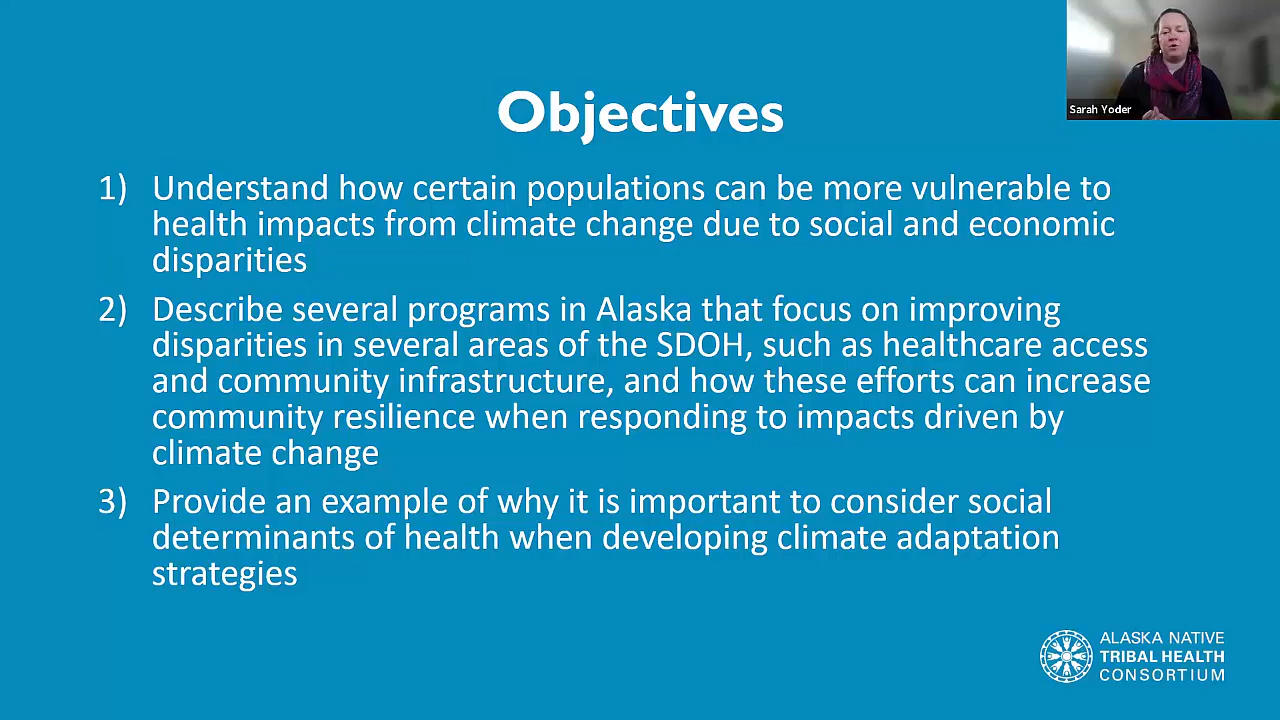 Sarah Yoder
Objectives
1) Understand how certain populations can be more vulnerable to
health impacts from climate change due to social and economic
disparities
2) Describe several programs in Alaska that focus on improving
disparities in several areas of the SDOH, such as healthcare access
and community infrastructure, and how these efforts can increase
community resilience when responding to impacts driven by
climate change
3) Provide an example of why it is important to consider social
determinants of health when developing climate adaptation
strategies
ALASKA NATIVE
TRIBAL HEALTH
CONSORTIUM